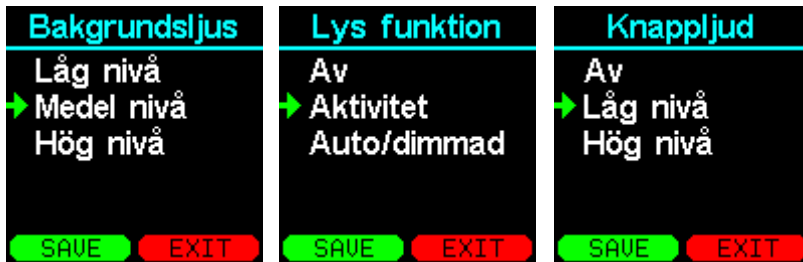 Bakgrundsljus
Låg nivå
Medel nivå
Hög nivå
SAVE EXIT
Lys funktion
Av
Aktivitet
Auto/dimmad
SAVE EXIT
Knappljud
Av
Låg nivå
Hög nivå
SAVE EXIT